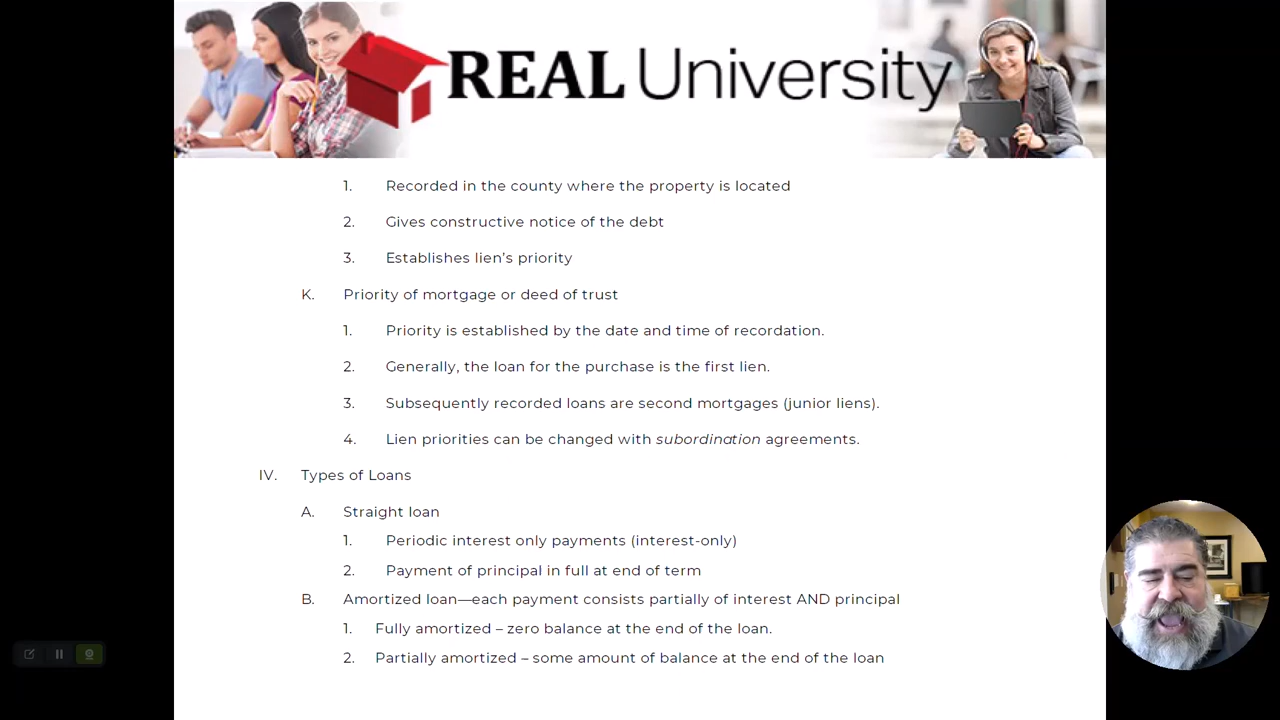 REAL University
1. Recorded in the county where the property is located
2. Gives constructive notice of the debt
3. Establishes lien’s priority
K. Priority of mortgage or deed of trust
1. Priority is established by the date and time of recordation.
2. Generally, the loan for the purchase is the first lien.
3. Subsequently recorded loans are second mortgages (junior liens).
4. Lien priorities can be changed with subordination agreements.
IV. Types of Loans
A. Straight loan
1. Periodic interest only payments (interest-only)
2. Payment of principal in full at end of term
B. Amortized loan—each payment consists partially of interest AND principal
1. Fully amortized – zero balance at the end of the loan.
2. Partially amortized – some amount of balance at the end of the loan